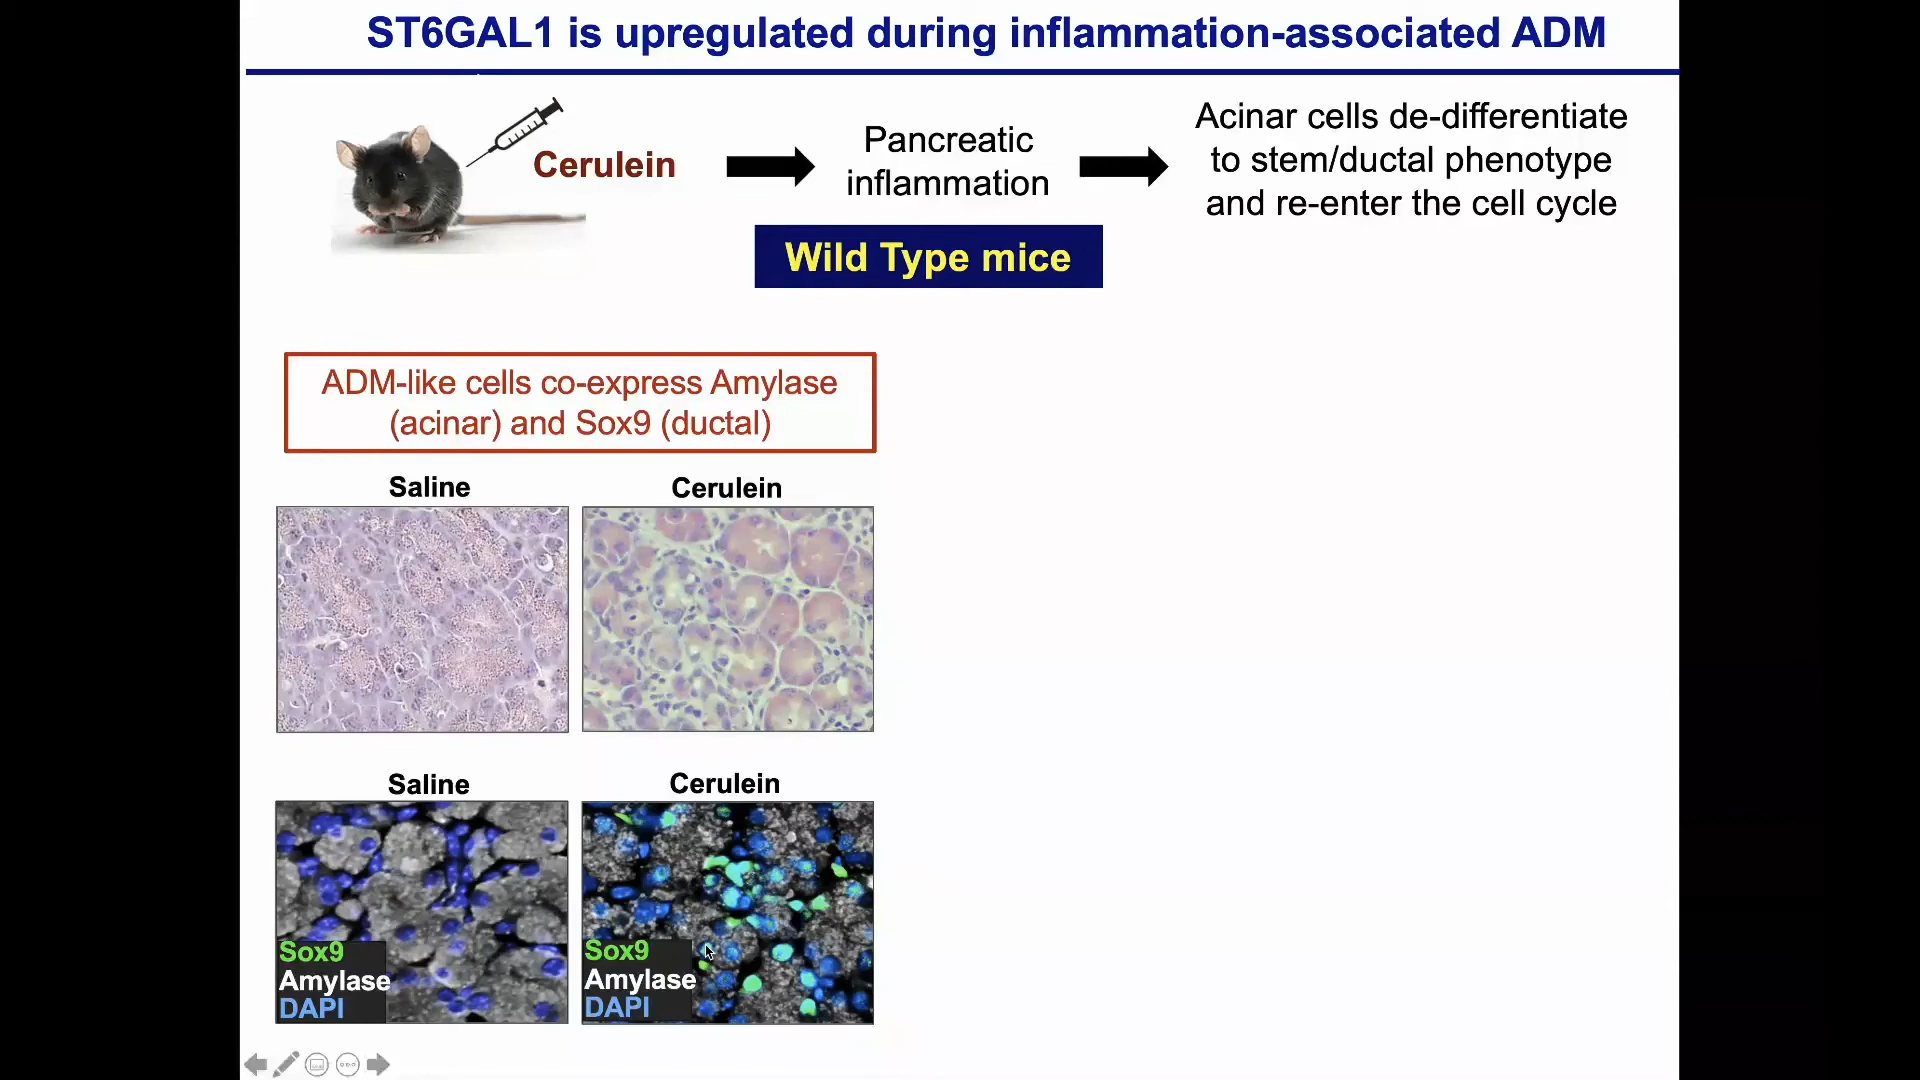 ST6GAL1 is upregulated during inflammation-associated ADM
Cerulein
Pancreatic
inflammation
Acinar cells de-differentiate
to stem/ductal phenotype
and re-enter the cell cycle
Wild Type mice
ADM-like cells co-express Amylase
(acinar) and Sox9 (ductal)
Saline
Cerulein
Saline
Cerulein
Sox9
Amylase
DAPI
Sox9
Amylase
DAPI